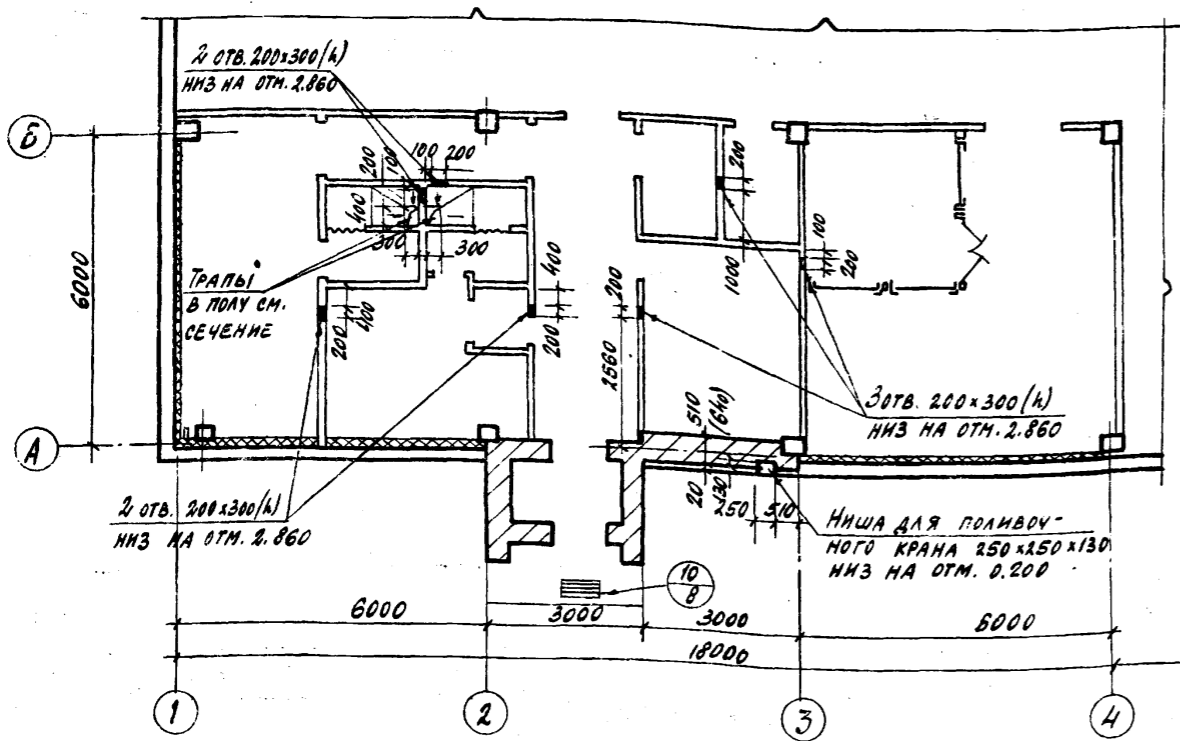 2 ОТВ. 200х300(h)
НИЗ НА ОТМ. 2.860
Б
200
100
100
200
400
300
300
6000
ТРАПЫ
В ПОЛУ СМ.
СЕЧЕНИЕ
200
400
400
200
200
2560
200
1000
100
200
3 ОТВ. 200х300(h)
НИЗ НА ОТМ. 2.860
А
510
(640)
20
130
250
510
2 ОТВ. 200х300(h)
НИЗ НА ОТМ. 2.860
НИША ДЛЯ ПОЛИВОЧ-
НОГО КРАНА 250х250х130
НИЗ НА ОТМ. 0.200
10
8
6000
3000
3000
6000
18000
1
2
3
4